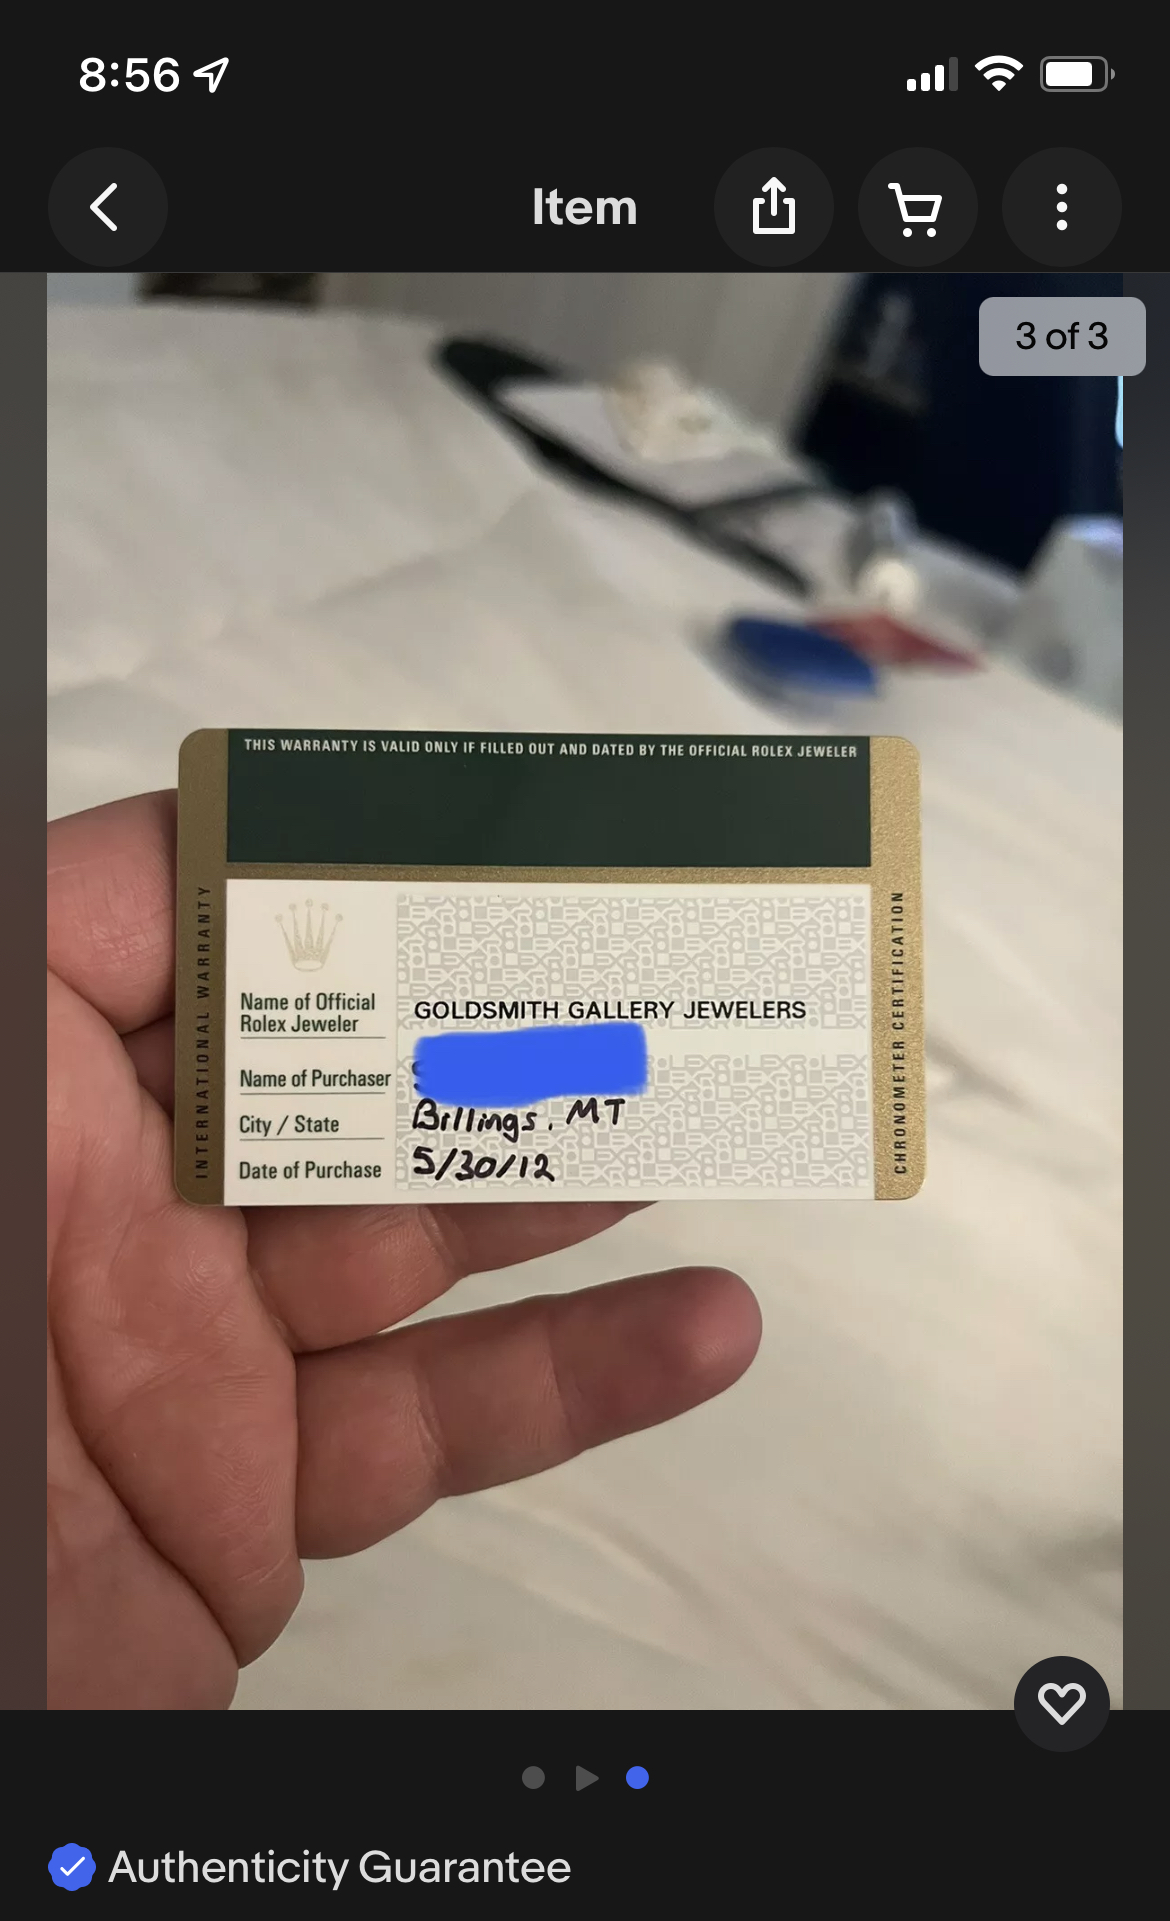 8:56
Item
3 of 3
THIS WARRANTY IS VALID ONLY IF FILLED OUT AND DATED BY THE OFFICIAL ROLEX JEWELER
INTERNATIONAL WARRANTY
Name of Official
Rolex Jeweler
GOLDSMITH GALLERY JEWELERS
Name of Purchaser
City / State
Billings, MT
Date of Purchase
5/30/12
CHRONOMETER CERTIFICATION
Authenticity Guarantee